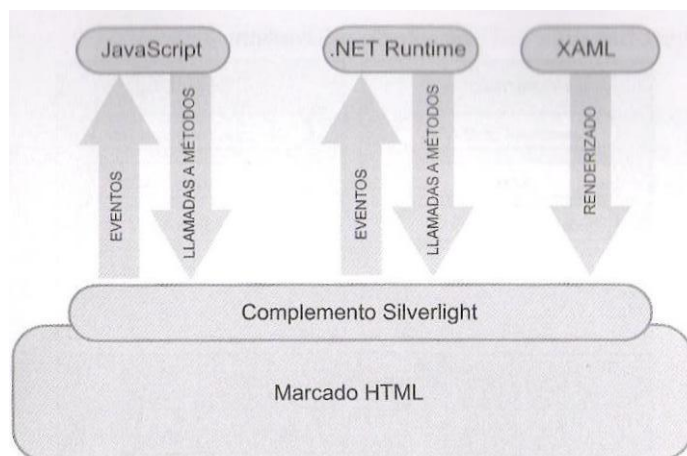 JavaScript
.NET Runtime
XAML
EVENTOS
LLAMADAS A MÉTODOS
EVENTOS
LLAMADAS A MÉTODOS
RENDERIZADO
Complemento Silverlight
Marcado HTML